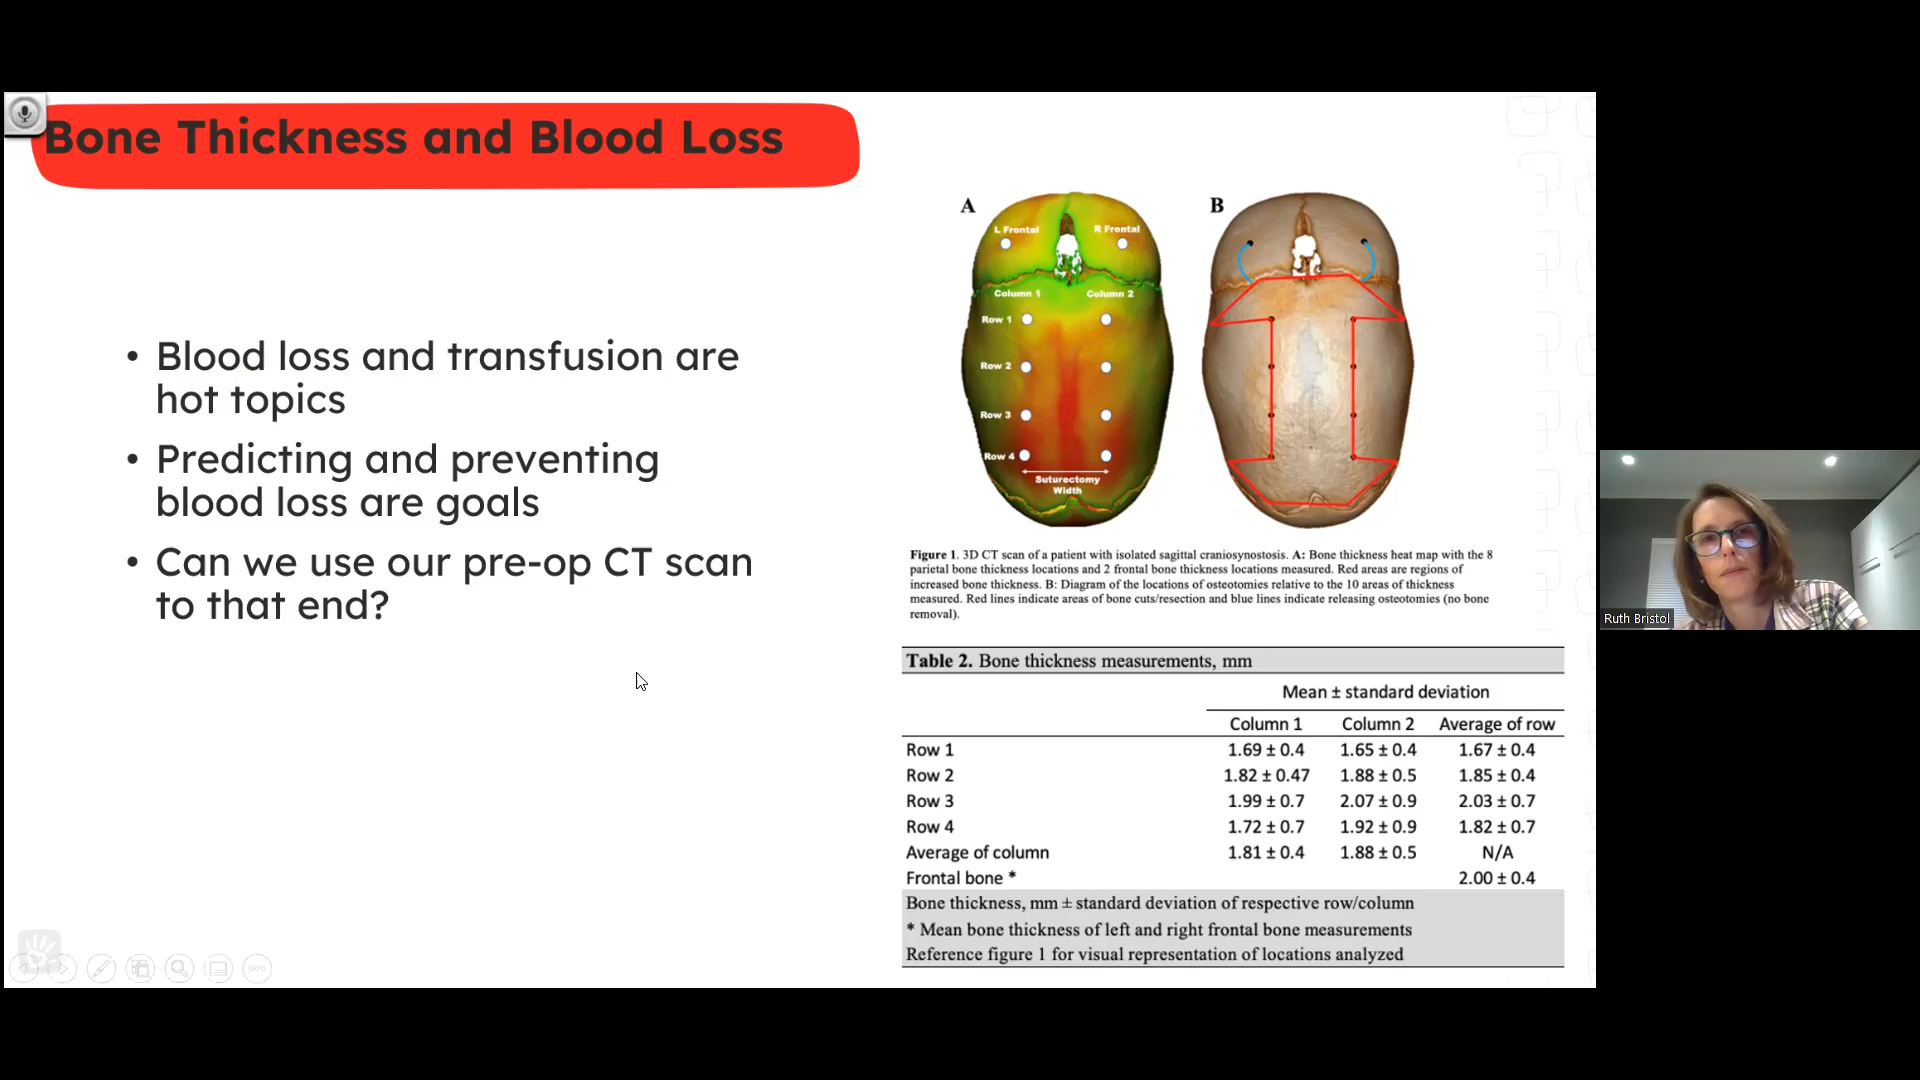 Bone Thickness and Blood Loss
• Blood loss and transfusion are
hot topics
• Predicting and preventing
blood loss are goals
• Can we use our pre-op CT scan
to that end?
A
L Frontal
R Frontal
Column 1
Column 2
Row 1
Row 2
Row 3
Row 4
Suturectomy
Width
B
Figure 1. 3D CT scan of a patient with isolated sagittal craniosynostosis. A: Bone thickness heat map with the 8
parietal bone thickness locations and 2 frontal bone thickness locations measured. Red areas are regions of
increased bone thickness. B: Diagram of the locations of osteotomies relative to the 10 areas of thickness
measured. Red lines indicate areas of bone cuts/resection and blue lines indicate releasing osteotomies (no bone
removal).
Table 2. Bone thickness measurements, mm
Mean ± standard deviation
Column 1 Column 2 Average of row
Row 1 1.69 ± 0.4 1.65 ± 0.4 1.67 ± 0.4
Row 2 1.82 ± 0.47 1.88 ± 0.5 1.85 ± 0.4
Row 3 1.99 ± 0.7 2.07 ± 0.9 2.03 ± 0.7
Row 4 1.72 ± 0.7 1.92 ± 0.9 1.82 ± 0.7
Average of column 1.81 ± 0.4 1.88 ± 0.5 N/A
Frontal bone * 2.00 ± 0.4
Bone thickness, mm ± standard deviation of respective row/column
* Mean bone thickness of left and right frontal bone measurements
Reference figure 1 for visual representation of locations analyzed
Ruth Bristol